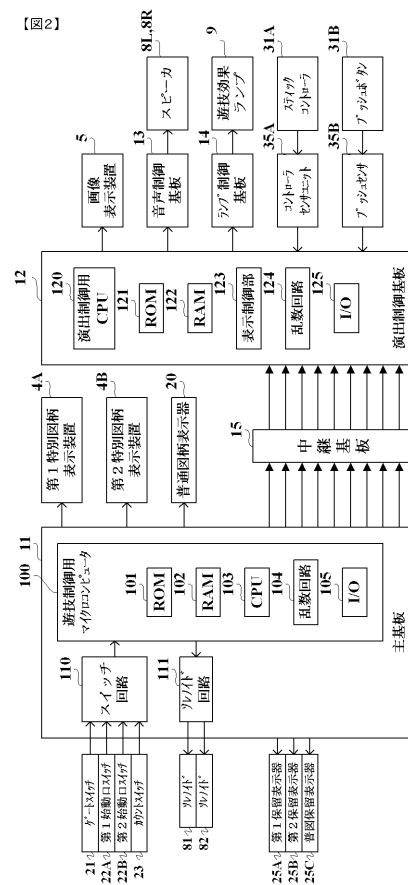 【図2】
21
ゲートスイッチ
22A
第1始動口スイッチ
22B
第2始動口スイッチ
23
カウントスイッチ
110
スイッチ
回路
111
ソレノイド
回路
81
ソレノイド
82
ソレノイド
25A
第1保留表示器
25B
第2保留表示器
25C
普図保留表示器
11
主基板
100
遊技制御用
マイクロコンピュータ
101
ROM
102
RAM
103
CPU
104
乱数回路
105
I/O
4A
第1特別図柄
表示装置
4B
第2特別図柄
表示装置
20
普通図柄表示器
15
中継基板
12
演出制御基板
120
演出制御用
CPU
121
ROM
122
RAM
123
表示制御部
124
乱数回路
125
I/O
5
画像
表示装置
13
音声制御
基板
8L,8R
スピーカ
14
ランプ制御
基板
9
遊技効果
ランプ
35A
コントローラ
センサユニット
31A
スティック
コントローラ
35B
プッシュセンサ
31B
プッシュボタン